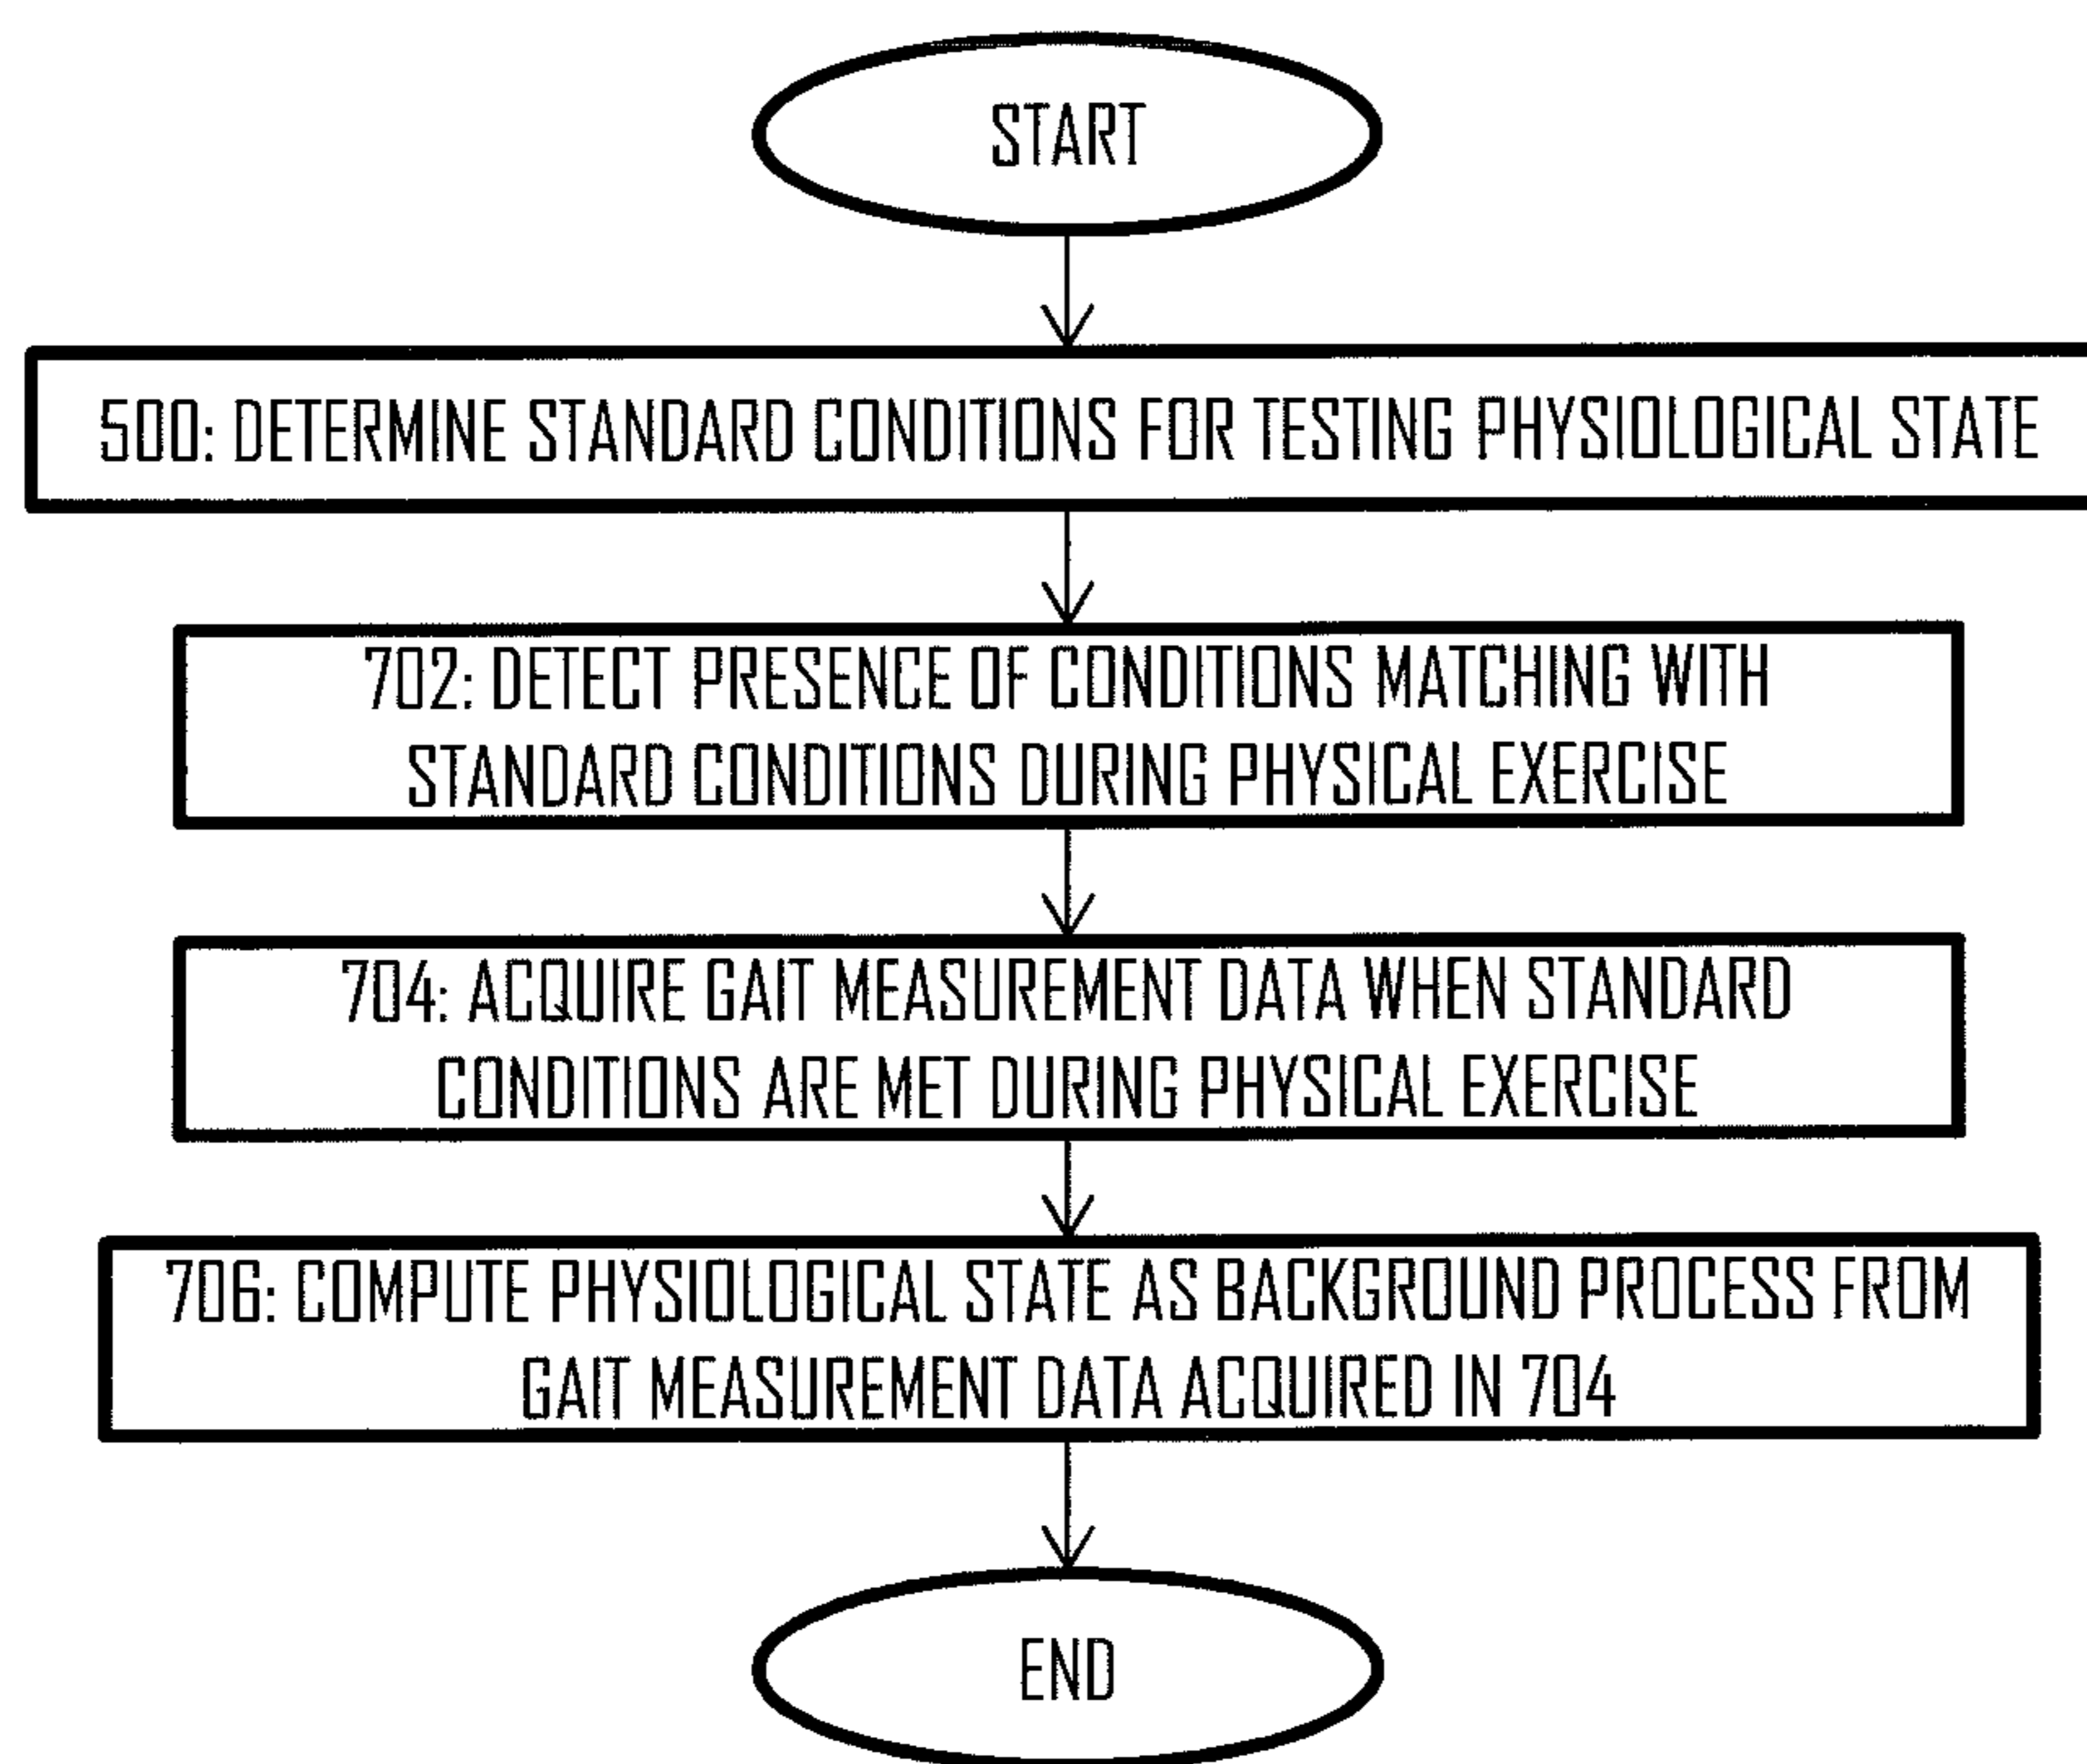 START
500: DETERMINE STANDARD CONDITIONS FOR TESTING PHYSIOLOGICAL STATE
702: DETECT PRESENCE OF CONDITIONS MATCHING WITH
STANDARD CONDITIONS DURING PHYSICAL EXERCISE
704: ACQUIRE GAIT MEASUREMENT DATA WHEN STANDARD
CONDITIONS ARE MET DURING PHYSICAL EXERCISE
706: COMPUTE PHYSIOLOGICAL STATE AS BACKGROUND PROCESS FROM
GAIT MEASUREMENT DATA ACQUIRED IN 704
END